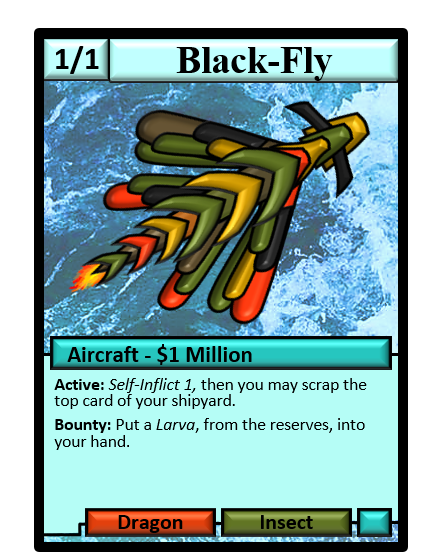 1/1 Black-Fly
Aircraft - $1 Million
Active: Self-Inflict 1, then you may scrap the
top card of your shipyard.
Bounty: Put a Larva, from the reserves, into
your hand.
Dragon Insect